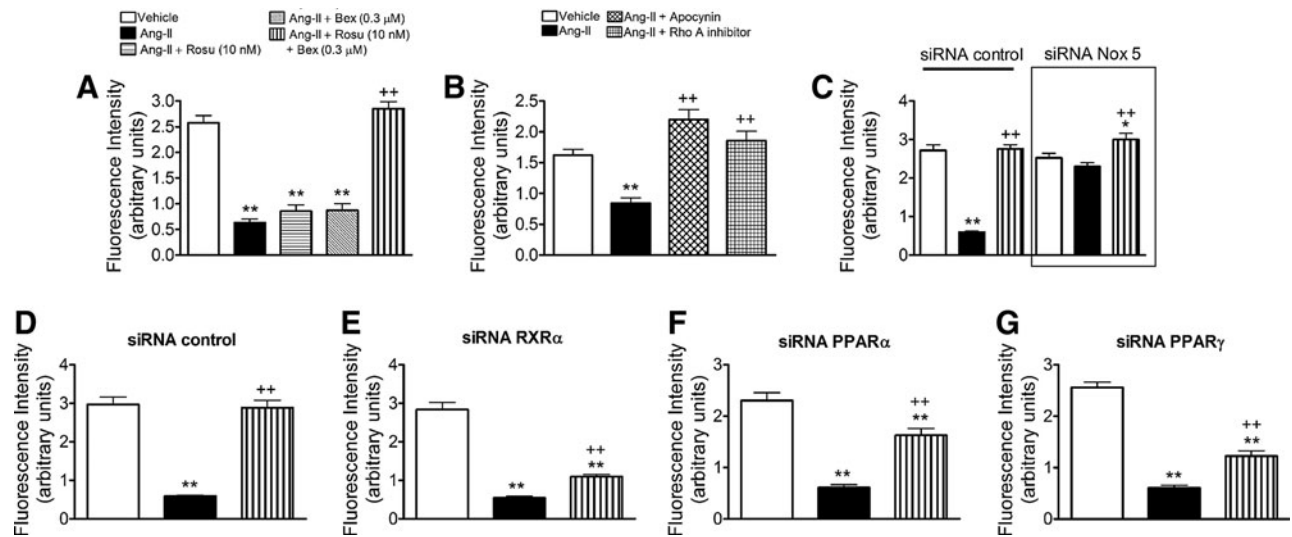 Vehicle
Ang-II
Ang-II + Rosu (10 nM)
Ang-II + Bex (0.3 μM)
Ang-II + Rosu (10 nM)
+ Bex (0.3 μM)
Vehicle
Ang-II
Ang-II + Apocynin
Ang-II + Rho A inhibitor
A
Fluorescence Intensity
(arbitrary units)
3.0
2.5
2.0
1.5
1.0
0.5
0.0
**
**
**
++
B
Fluorescence Intensity
(arbitrary units)
2.5
2.0
1.5
1.0
0.5
0.0
**
++
++
C
siRNA control
siRNA Nox 5
Fluorescence Intensity
(arbitrary units)
4
3
2
1
0
**
++
++
*
D
siRNA control
Fluorescence Intensity
(arbitrary units)
4
3
2
1
0
**
++
E
siRNA RXRα
Fluorescence Intensity
(arbitrary units)
4
3
2
1
0
**
++
**
F
siRNA PPARα
Fluorescence Intensity
(arbitrary units)
3
2
1
0
**
++
**
G
siRNA PPARγ
Fluorescence Intensity
(arbitrary units)
3
2
1
0
**
++
**